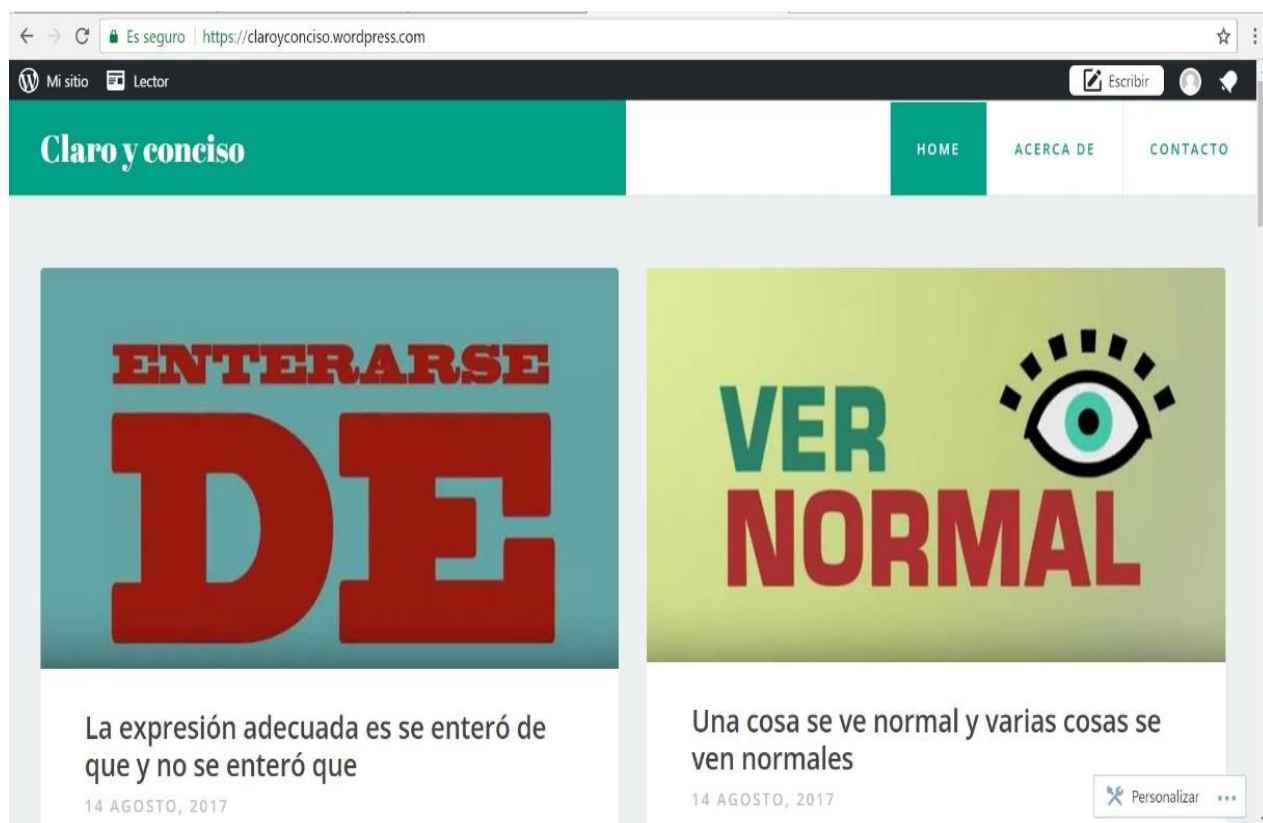 Es seguro https://claroyconciso.wordpress.com
Mi sitio Lector Escribir
Claro y conciso HOME ACERCA DE CONTACTO
ENTERARSE
DE
VER
NORMAL
La expresión adecuada es se enteró de
que y no se enteró que
14 AGOSTO, 2017
Una cosa se ve normal y varias cosas se
ven normales
14 AGOSTO, 2017
Personalizar